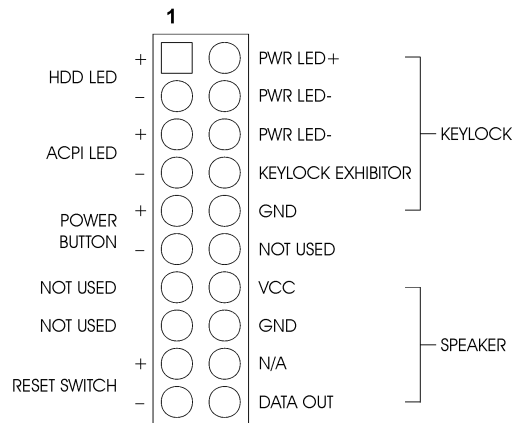 1
+ PWR LED+
HDD LED
– PWR LED-
+ PWR LED- KEYLOCK
ACPI LED
– KEYLOCK EXHIBITOR
+ GND
POWER
BUTTON
– NOT USED
NOT USED VCC
NOT USED GND
SPEAKER
+ N/A
RESET SWITCH
– DATA OUT